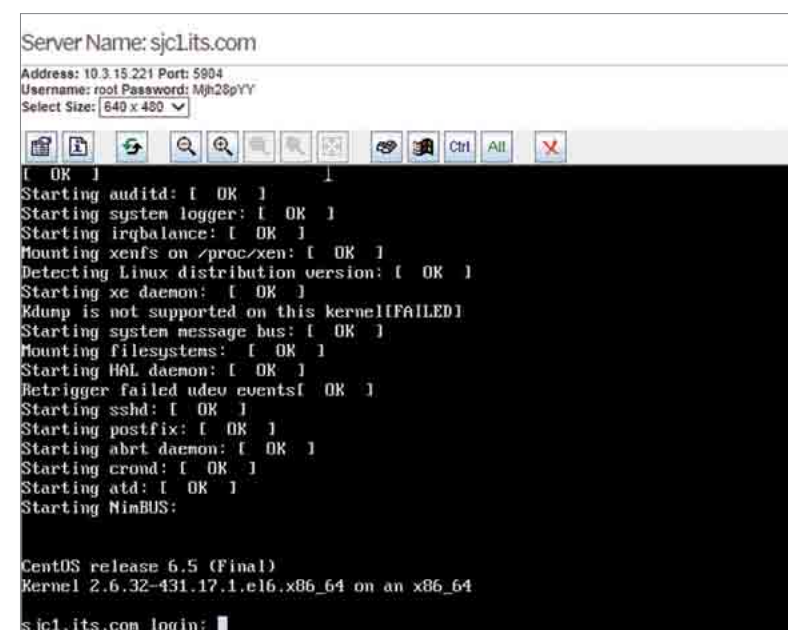 Server Name: sjc1.its.com
Address: 10.3.15.221 Port: 5904
Username: root Password: Mjh28pYY
Select Size: 640 x 480
Ctrl Alt
[ OK ]
Starting auditd: [ OK ]
Starting system logger: [ OK ]
Starting irqbalance: [ OK ]
Mounting xenfs on /proc/xen: [ OK ]
Detecting Linux distribution version: [ OK ]
Starting xe daemon: [ OK ]
Kdump is not supported on this kernel[FAILED]
Starting system message bus: [ OK ]
Mounting filesystems: [ OK ]
Starting HAL daemon: [ OK ]
Retrigger failed udev events[ OK ]
Starting sshd: [ OK ]
Starting postfix: [ OK ]
Starting abrt daemon: [ OK ]
Starting crond: [ OK ]
Starting atd: [ OK ]
Starting NimBUS:
CentOS release 6.5 (Final)
Kernel 2.6.32-431.17.1.el6.x86_64 on an x86_64
sjc1.its.com login: